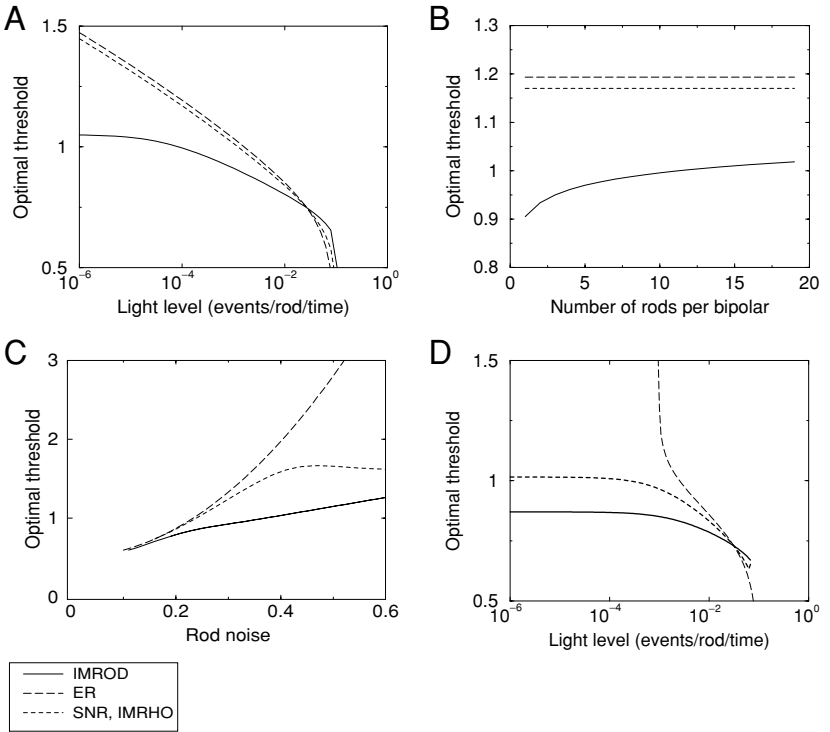 A
1.5
1
0.5
Optimal threshold
10^-6
10^-4
10^-2
10^0
Light level (events/rod/time)
B
1.3
1.2
1.1
1
0.9
0.8
Optimal threshold
0
5
10
15
20
Number of rods per bipolar
C
3
2
1
0
Optimal threshold
0
0.2
0.4
0.6
Rod noise
D
1.5
1
0.5
Optimal threshold
10^-6
10^-4
10^-2
10^0
Light level (events/rod/time)
IMROD
ER
SNR, IMRHO